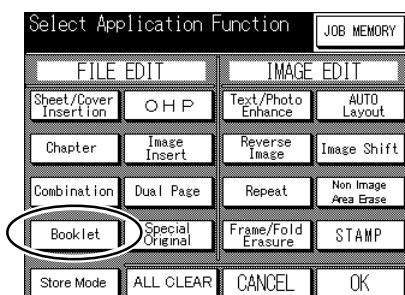 Select Application Function
JOB MEMORY
FILE EDIT
IMAGE EDIT
Sheet/Cover
Insertion
OHP
Text/Photo
Enhance
AUTO
Layout
Chapter
Image
Insert
Reverse
Image
Image Shift
Combination
Dual Page
Repeat
Non Image
Area Erase
Booklet
Special
Original
Frame/Fold
Erasure
STAMP
Store Mode
ALL CLEAR
CANCEL
OK